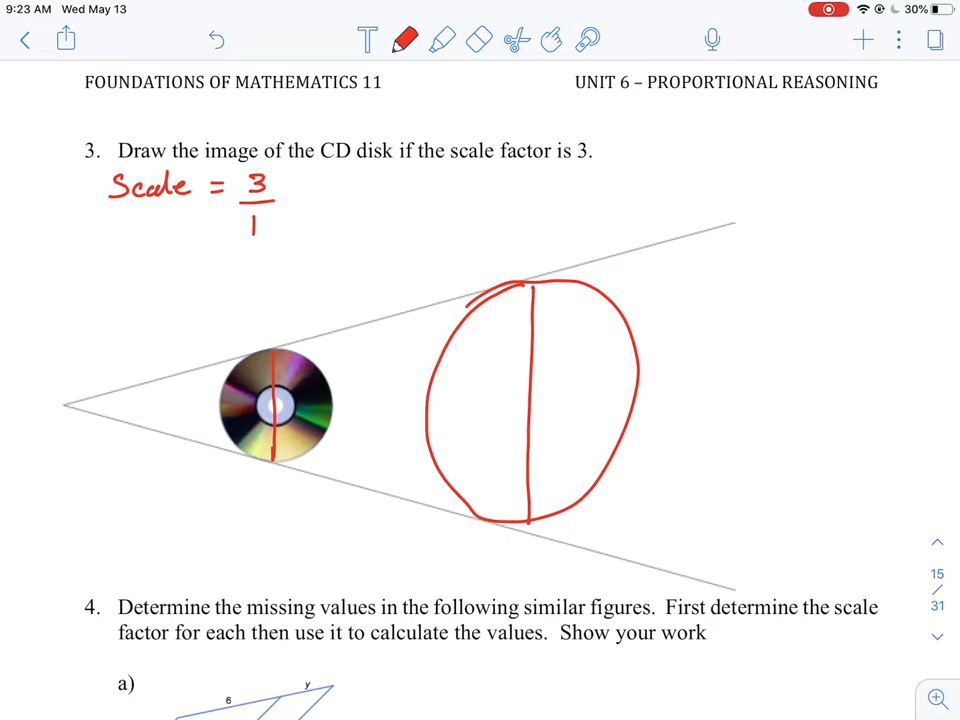 9:23 AM Wed May 13
30%
T
FOUNDATIONS OF MATHEMATICS 11
UNIT 6 – PROPORTIONAL REASONING
3. Draw the image of the CD disk if the scale factor is 3.
Scale = 3
1
15
/
31
4. Determine the missing values in the following similar figures. First determine the scale
factor for each then use it to calculate the values. Show your work
a)
y
6